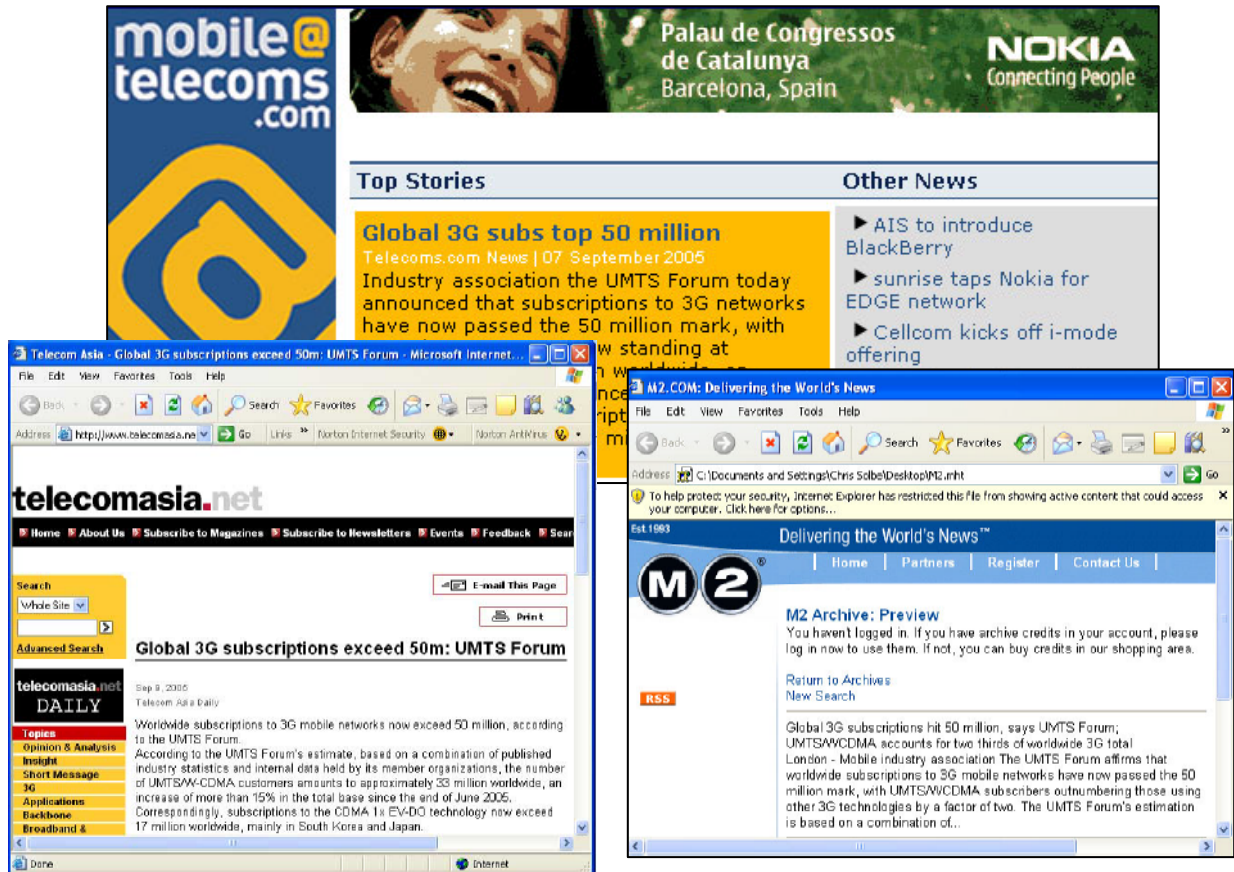 mobile@
telecoms
.com
Palau de Congressos
de Catalunya
Barcelona, Spain
NOKIA
Connecting People
Top Stories
Global 3G subs top 50 million
Telecoms.com News | 07 September 2005
Industry association the UMTS Forum today
announced that subscriptions to 3G networks
have now passed the 50 million mark, with
standing at
Other News
AIS to introduce
BlackBerry
sunrise taps Nokia for
EDGE network
Cellcom kicks off i-mode
offering
Telecom Asia - Global 3G subscriptions exceed 50m: UMTS Forum - Microsoft Internet...
File Edit View Favorites Tools Help
Back Search Favorites
Address http://www.telecomasia.ne Go Links » Norton Internet Security Norton AntiVirus
telecomasia.net
Home About Us Subscribe to Magazines Subscribe to Newsletters Events Feedback Sear
Search
Whole Site
Advanced Search
E-mail This Page
Print
Global 3G subscriptions exceed 50m: UMTS Forum
telecomasia.net
DAILY
Topics
Opinion & Analysis
Insight
Short Message
3G
Applications
Backbone
Broadband &
Sep 9, 2005
Telecom Asia Daily
Worldwide subscriptions to 3G mobile networks now exceed 50 million, according
to the UMTS Forum.
According to the UMTS Forum's estimate, based on a combination of published
industry statistics and internal data held by its member organizations, the number
of UMTS/W-CDMA customers amounts to approximately 33 million worldwide, an
increase of more than 15% in the total base since the end of June 2005.
Correspondingly, subscriptions to the CDMA 1x EV-DO technology now exceed
17 million worldwide, mainly in South Korea and Japan.
Done Internet
M2.COM: Delivering the World's News
File Edit View Favorites Tools Help
Back Search Favorites »
Address C:\Documents and Settings\Chris Solbe\Desktop\M2.mht Go
To help protect your security, Internet Explorer has restricted this file from showing active content that could access
your computer. Click here for options...
Est.1993
Delivering the World's News™
M2®
Home | Partners | Register | Contact Us |
M2 Archive: Preview
You haven't logged in. If you have archive credits in your account, please
log in now to use them. If not, you can buy credits in our shopping area.
Return to Archives
New Search
RSS
Global 3G subscriptions hit 50 million, says UMTS Forum;
UMTS/WCDMA accounts for two thirds of worldwide 3G total
London - Mobile industry association The UMTS Forum affirms that
worldwide subscriptions to 3G mobile networks have now passed the 50
million mark, with UMTS/WCDMA subscribers outnumbering those using
other 3G technologies by a factor of two. The UMTS Forum's estimation
is based on a combination of...